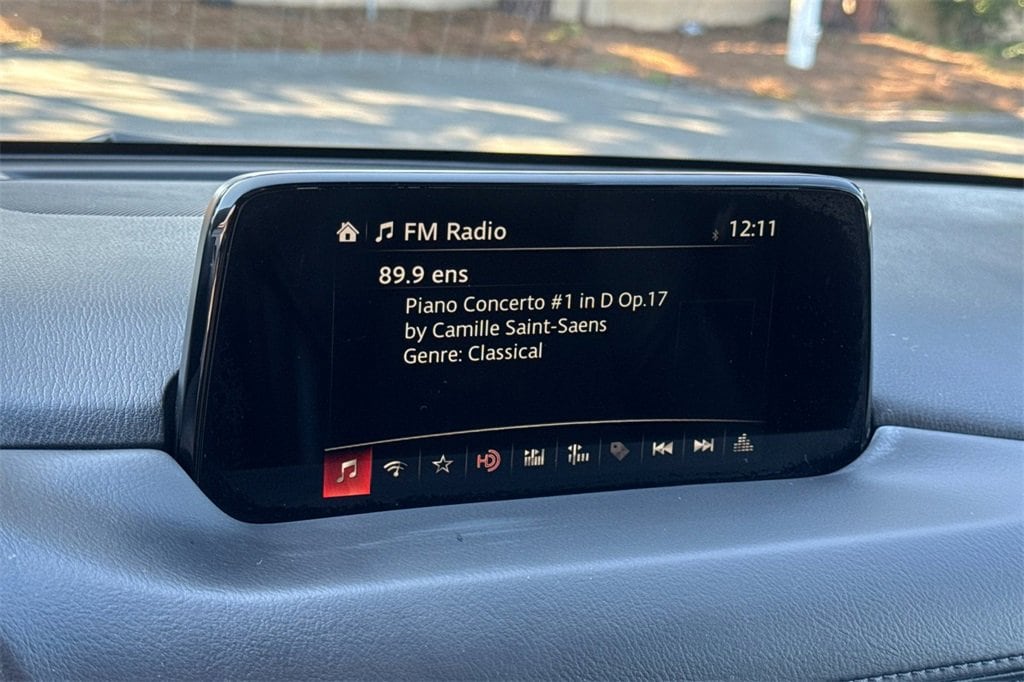 FM Radio 12:11
89.9 ens
Piano Concerto #1 in D Op.17
by Camille Saint-Saens
Genre: Classical
HD